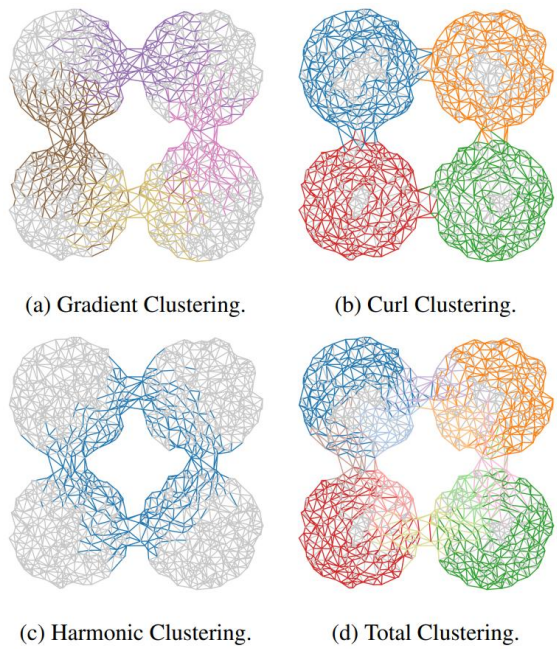 (a) Gradient Clustering.
(b) Curl Clustering.
(c) Harmonic Clustering.
(d) Total Clustering.